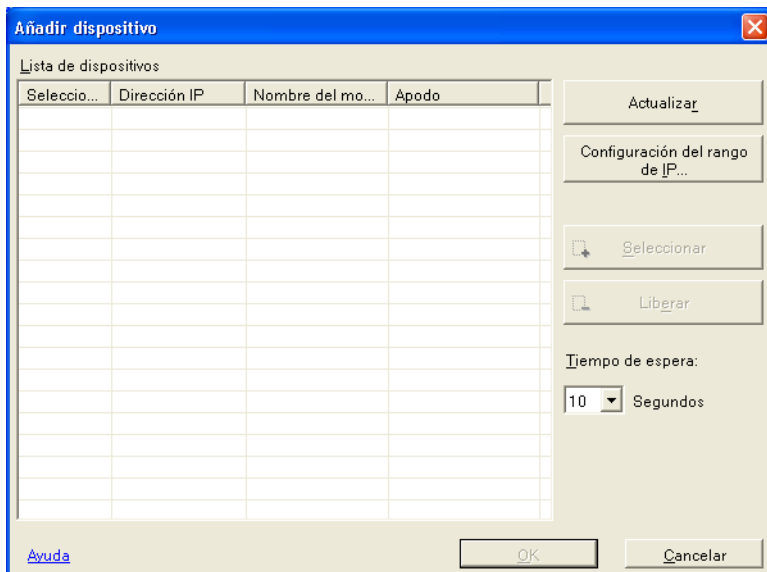 Añadir dispositivo
Lista de dispositivos
Seleccio... Dirección IP Nombre del mo... Apodo
Actualizar
Configuración del rango
de IP...
Seleccionar
Liberar
Tiempo de espera:
10 Segundos
Ayuda OK Cancelar